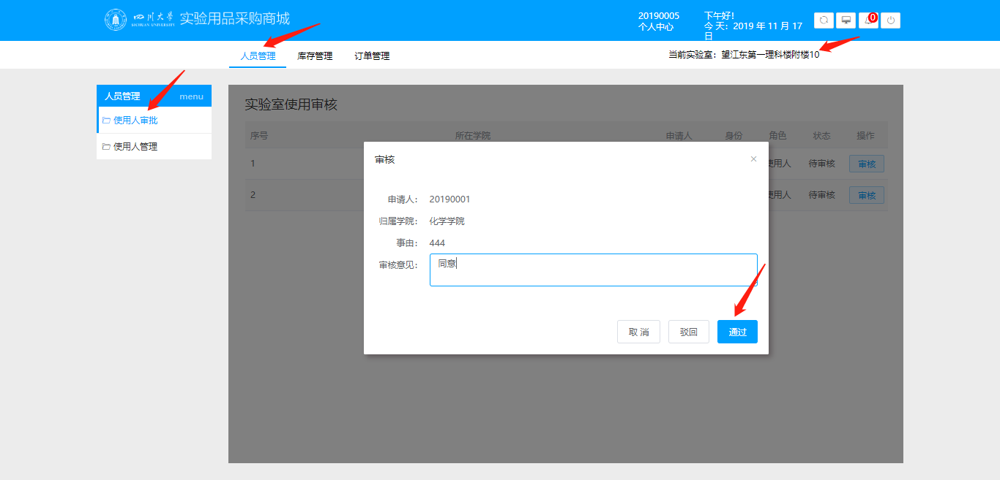 四川大学
SICHUAN UNIVERSITY
实验用品采购商城
20190005
个人中心
下午好！
今 天：2019 年 11 月 17
日
0
人员管理
库存管理
订单管理
当前实验室：望江东第一理科楼附楼10
人员管理 menu
使用人审批
使用人管理
实验室使用审核
序号 所在学院 申请人 身份 角色 状态 操作
1 使用人 待审核 审核
2 使用人 待审核 审核
审核
×
申请人： 20190001
归属学院： 化学学院
事由： 444
审核意见： 同意
取 消
驳回
通过